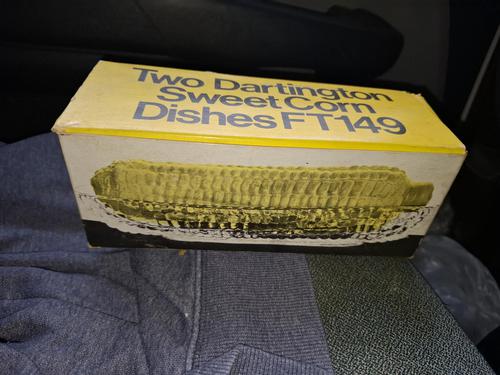 Two Dartington
Sweet Corn
Dishes FT149